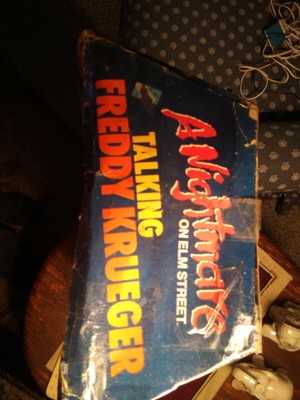 A Nightmare
ON ELM STREET.
TALKING
FREDDY KRUEGER